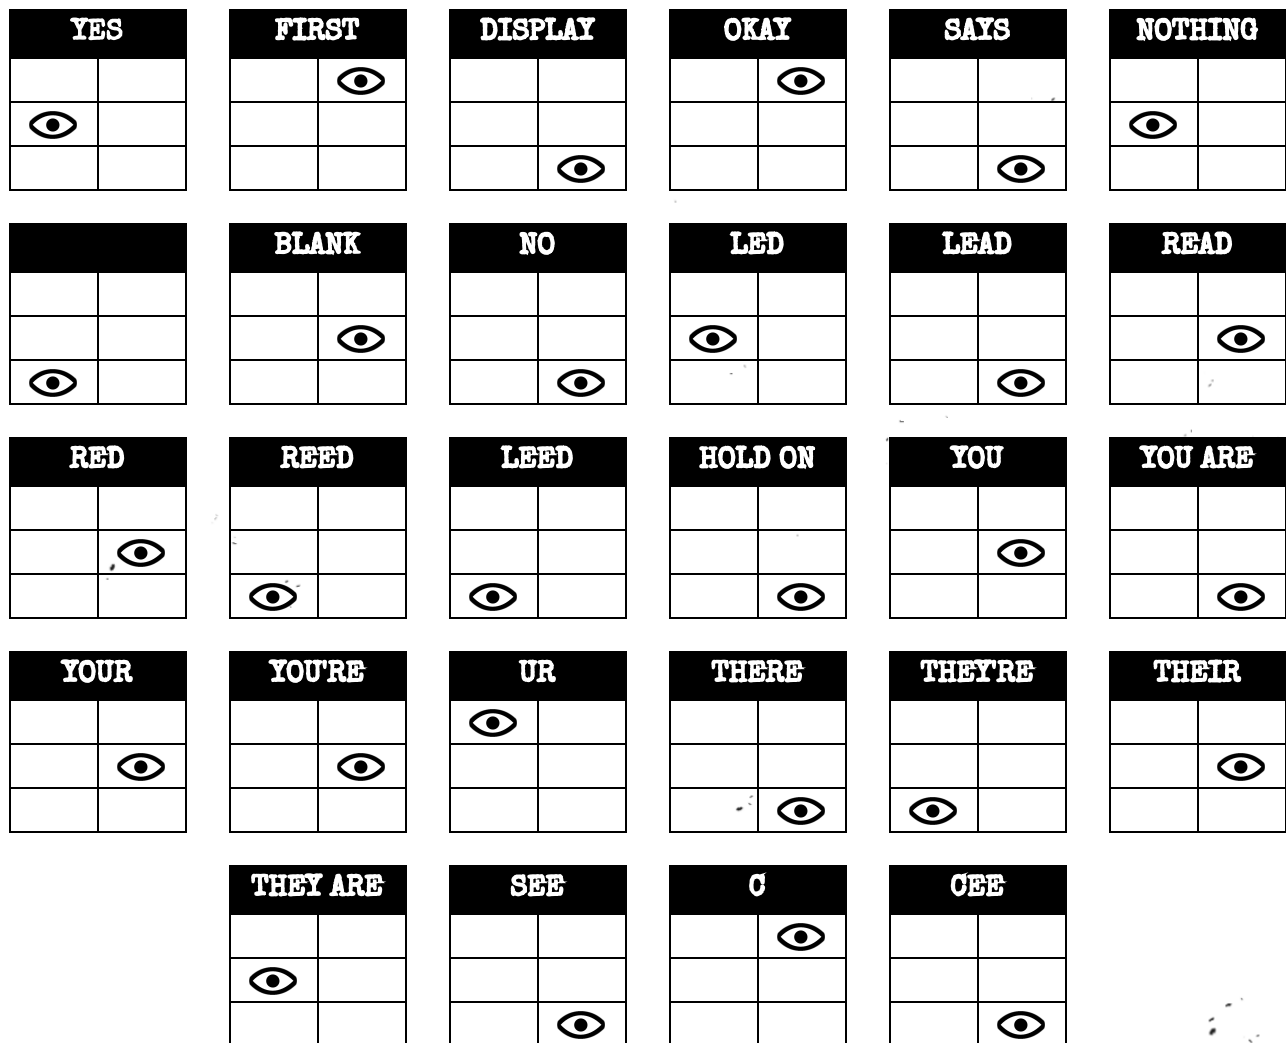 YES FIRST DISPLAY OKAY SAYS NOTHING
BLANK NO LED LEAD READ
RED REED LEED HOLD ON YOU YOU ARE
YOUR YOU'RE UR THERE THEY'RE THEIR
THEY ARE SEE C CEE